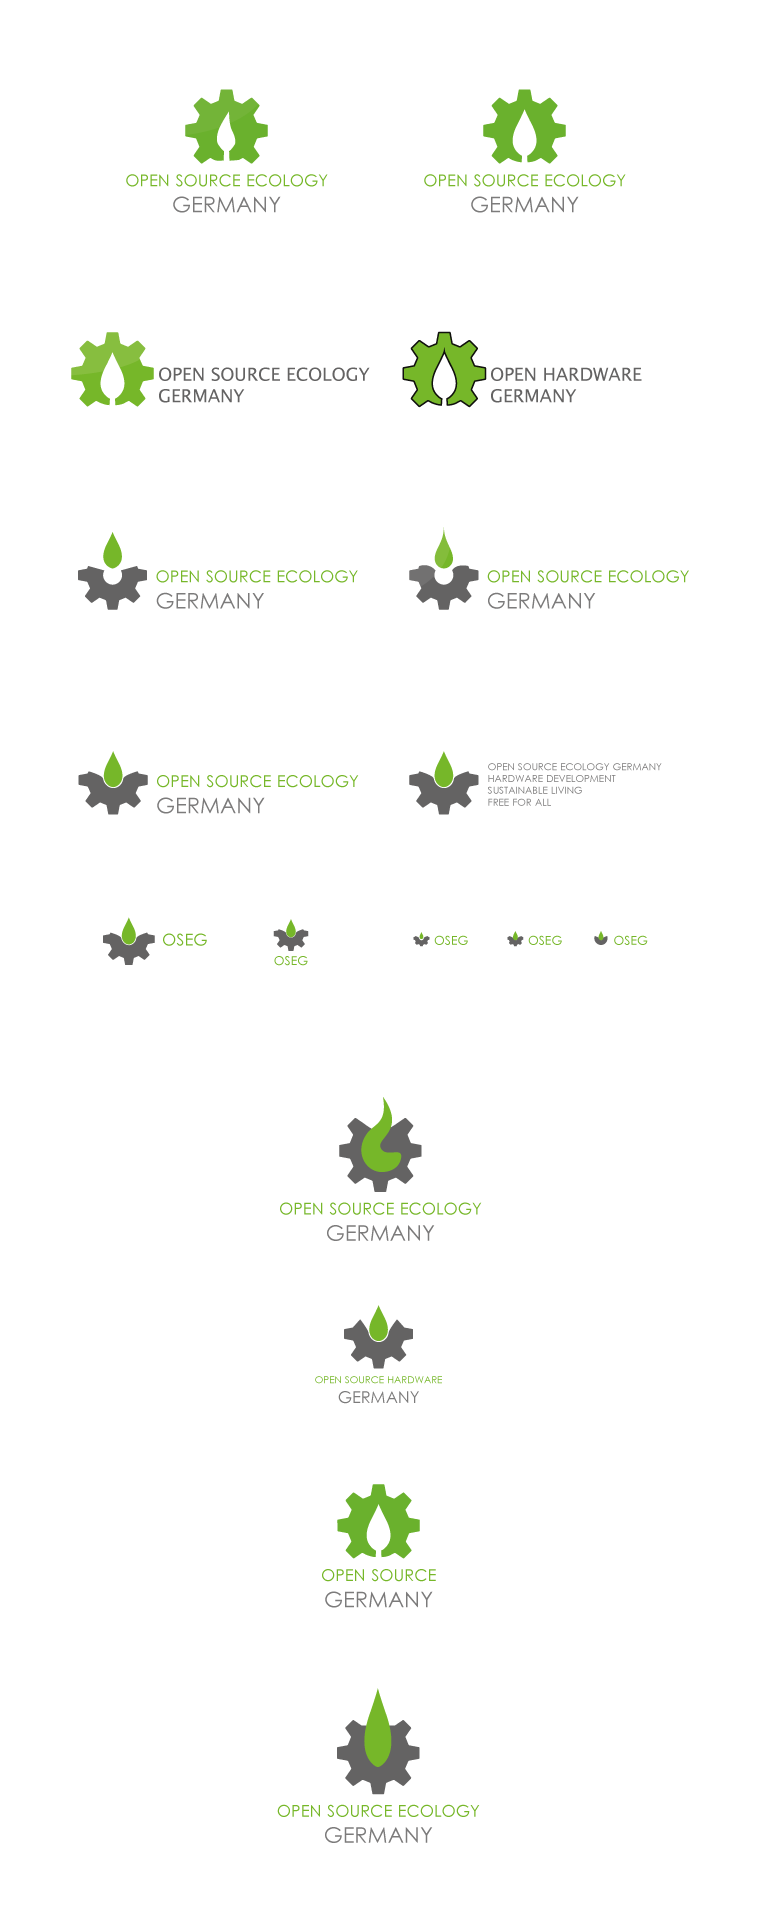 OPEN SOURCE ECOLOGY
GERMANY
OPEN SOURCE ECOLOGY
GERMANY
OPEN SOURCE ECOLOGY
GERMANY
OPEN HARDWARE
GERMANY
OPEN SOURCE ECOLOGY
GERMANY
OPEN SOURCE ECOLOGY
GERMANY
OPEN SOURCE ECOLOGY
GERMANY
OPEN SOURCE ECOLOGY GERMANY
HARDWARE DEVELOPMENT
SUSTAINABLE LIVING
FREE FOR ALL
OSEG
OSEG
OSEG
OSEG
OSEG
OPEN SOURCE ECOLOGY
GERMANY
OPEN SOURCE HARDWARE
GERMANY
OPEN SOURCE
GERMANY
OPEN SOURCE ECOLOGY
GERMANY